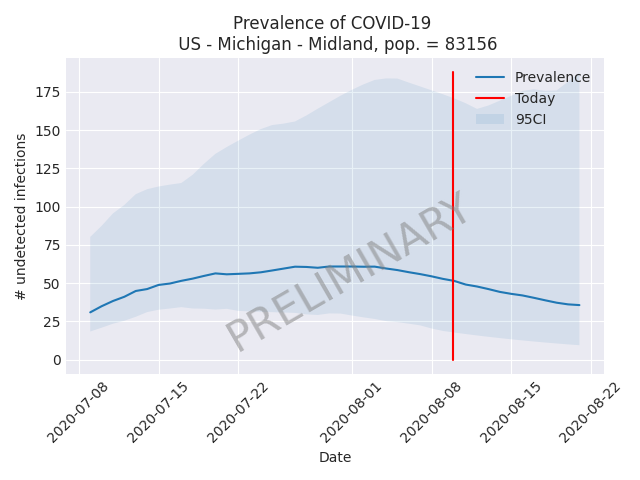 Prevalence of COVID-19
US - Michigan - Midland, pop. = 83156
# undetected infections
175
150
125
100
75
50
25
0
Prevalence
Today
95CI
PRELIMINARY
2020-07-08
2020-07-15
2020-07-22
2020-08-01
2020-08-08
2020-08-15
2020-08-22
Date